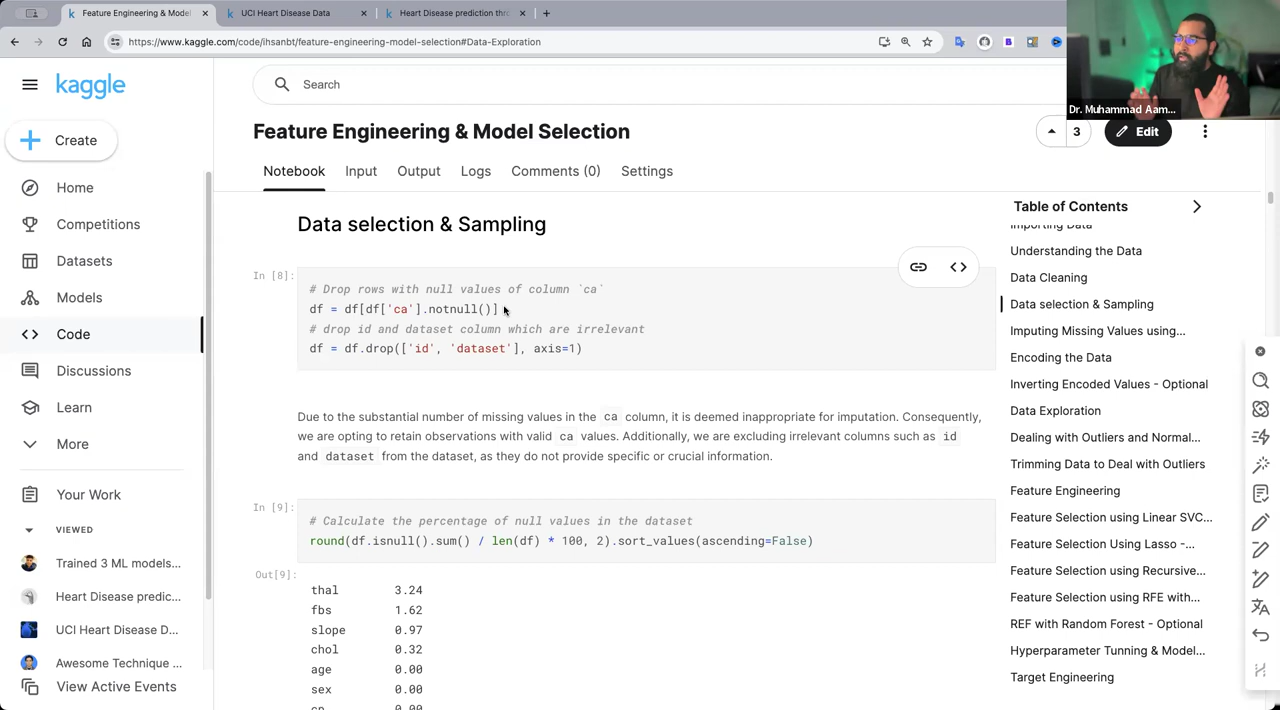 Feature Engineering & Model
UCI Heart Disease Data
Heart Disease prediction thro
https://www.kaggle.com/code/ihsanbt/feature-engineering-model-selection#Data-Exploration
Dr. Muhammad Aam...
kaggle
Search
Create
Home
Competitions
Datasets
Models
Code
Discussions
Learn
More
Your Work
VIEWED
Trained 3 ML models...
Heart Disease predic...
UCI Heart Disease D...
Awesome Technique ...
View Active Events
Feature Engineering & Model Selection
3
Edit
Notebook Input Output Logs Comments (0) Settings
Data selection & Sampling
In [8]:
# Drop rows with null values of column `ca`
df = df[df['ca'].notnull()]
# drop id and dataset column which are irrelevant
df = df.drop(['id', 'dataset'], axis=1)
Due to the substantial number of missing values in the ca column, it is deemed inappropriate for imputation. Consequently,
we are opting to retain observations with valid ca values. Additionally, we are excluding irrelevant columns such as id
and dataset from the dataset, as they do not provide specific or crucial information.
In [9]:
# Calculate the percentage of null values in the dataset
round(df.isnull().sum() / len(df) * 100, 2).sort_values(ascending=False)
Out[9]:
thal 3.24
fbs 1.62
slope 0.97
chol 0.32
age 0.00
sex 0.00
cp 0.00
Table of Contents
Importing Data
Understanding the Data
Data Cleaning
Data selection & Sampling
Imputing Missing Values using...
Encoding the Data
Inverting Encoded Values - Optional
Data Exploration
Dealing with Outliers and Normal...
Trimming Data to Deal with Outliers
Feature Engineering
Feature Selection using Linear SVC...
Feature Selection Using Lasso -...
Feature Selection using Recursive...
Feature Selection using RFE with...
REF with Random Forest - Optional
Hyperparameter Tunning & Model...
Target Engineering